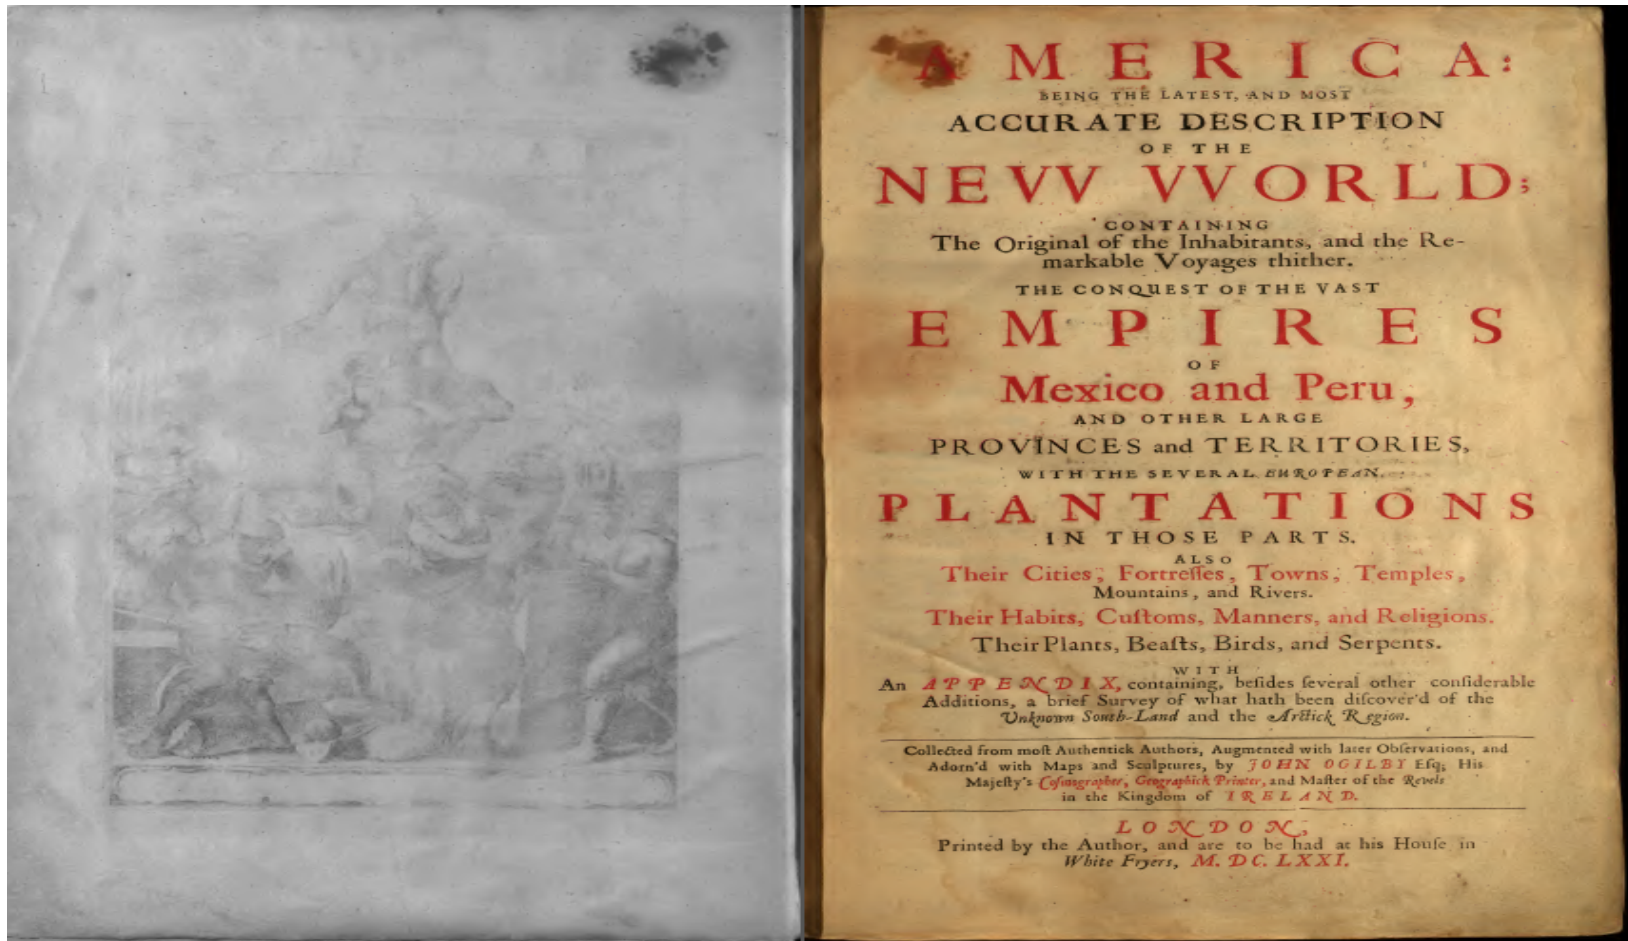 AMERICA:
BEING THE LATEST, AND MOST
ACCURATE DESCRIPTION
OF THE
NEVV VVORLD;
CONTAINING
The Original of the Inhabitants, and the Re-
markable Voyages thither.
THE CONQUEST OF THE VAST
EMPIRES
OF
Mexico and Peru,
AND OTHER LARGE
PROVINCES and TERRITORIES,
WITH THE SEVERAL EUROPEAN
PLANTATIONS
IN THOSE PARTS.
ALSO
Their Cities, Fortreſſes, Towns, Temples,
Mountains, and Rivers.
Their Habits, Cuſtoms, Manners, and Religions.
Their Plants, Beaſts, Birds, and Serpents.
WITH
An APPENDIX, containing, beſides ſeveral other conſiderable
Additions, a brief Survey of what hath been diſcover'd of the
Unknown South-Land and the Arctick Region.
Collected from moſt Authentick Authors, Augmented with later Obſervations, and
Adorn'd with Maps and Sculptures, by JOHN OGILBY Eſq; His
Majeſty's Coſmographer, Geographick Printer, and Maſter of the Revels
in the Kingdom of IRELAND.
LONDON,
Printed by the Author, and are to be had at his Houſe in
White Fryers, M. DC. LXXI.